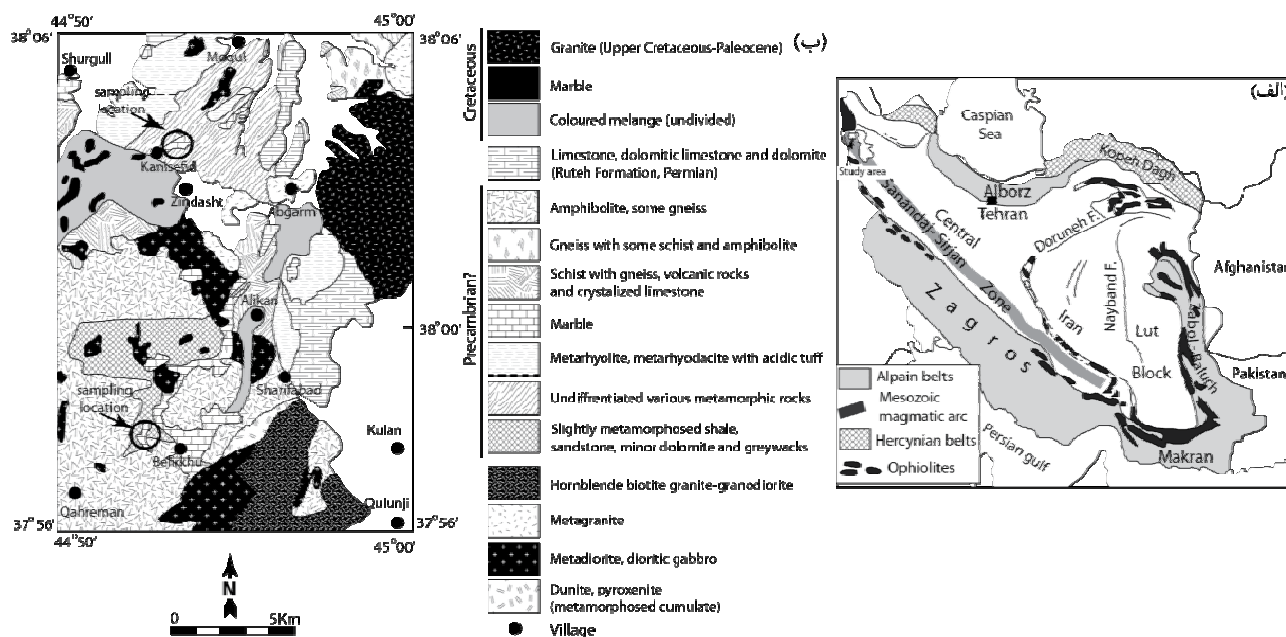 44°50'
45°00'
38°06'
38°06'
Shurgull
Moqul
sampling
location
Kanisefid
Zindasht
Abgarm
Alikan
38°00'
Sharifabad
sampling
location
Behikchu
Kulan
Qahreman
Qulunji
37°56'
37°56'
44°50'
45°00'
N
0
5Km
Cretaceous
Precambrian?
Granite (Upper Cretaceous-Paleocene)
(ب)
Marble
Coloured melange (undivided)
Limestone, dolomitic limestone and dolomite
(Ruteh Formation, Permian)
Amphibolite, some gneiss
Gneiss with some schist and amphibolite
Schist with gneiss, volcanic rocks
and crystalized limestone
Marble
Metarhyolite, metarhyodacite with acidic tuff
Undiffrentiated various metamorphic rocks
Slightly metamorphosed shale,
sandstone, minor dolomite and greywacks
Hornblende biotite granite-granodiorite
Metagranite
Metadiorite, dioritic gabbro
Dunite, pyroxenite
(metamorphosed cumulate)
Village
(الف)
Caspian
Sea
Kopeh Dagh
Study area
Alborz
Tehran
Sanandaj-Sirjan
Zone
Central
Iran
Doruneh F.
Nayband F.
Afghanistan
Lut
Block
Zagros
Pakistan
Makran
Persian gulf
Alpain belts
Mesozoic
magmatic arc
Hercynian belts
Ophiolites